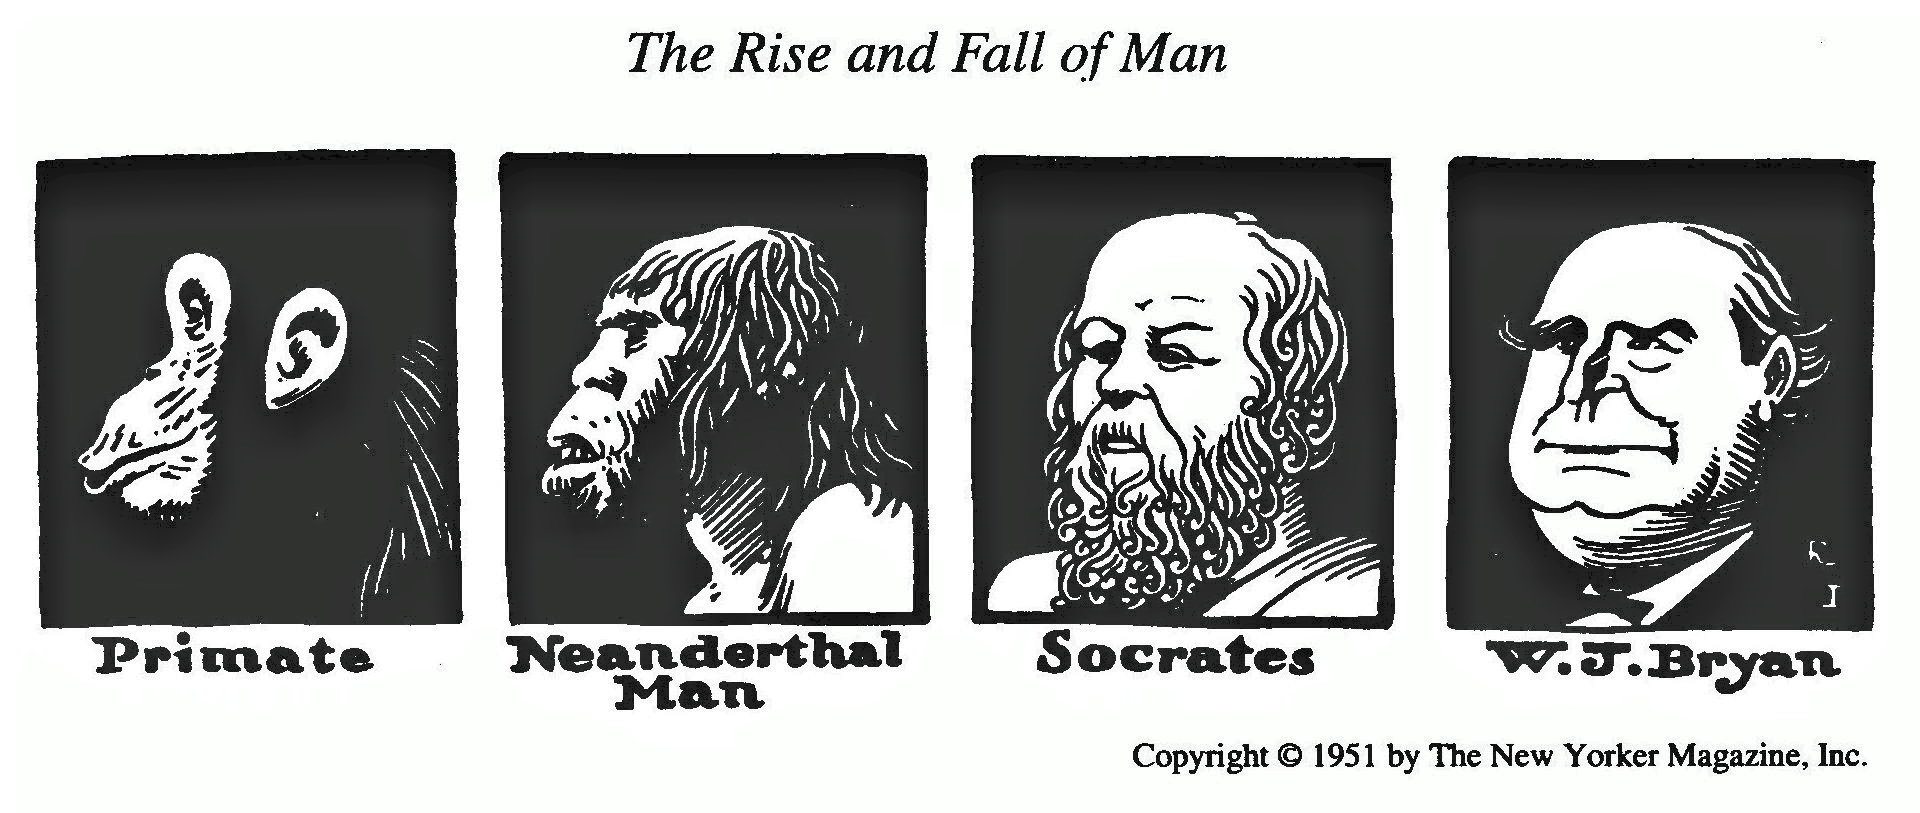 The Rise and Fall of Man
Primate
Neanderthal
Man
Socrates
W.J.Bryan
R
I
Copyright © 1951 by The New Yorker Magazine, Inc.